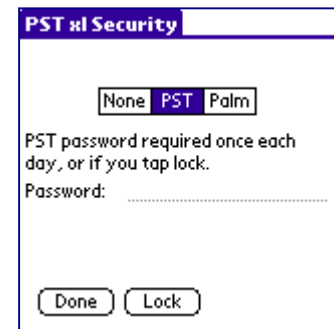 PST xl Security
None PST Palm
PST password required once each
day, or if you tap lock.
Password:
Done Lock